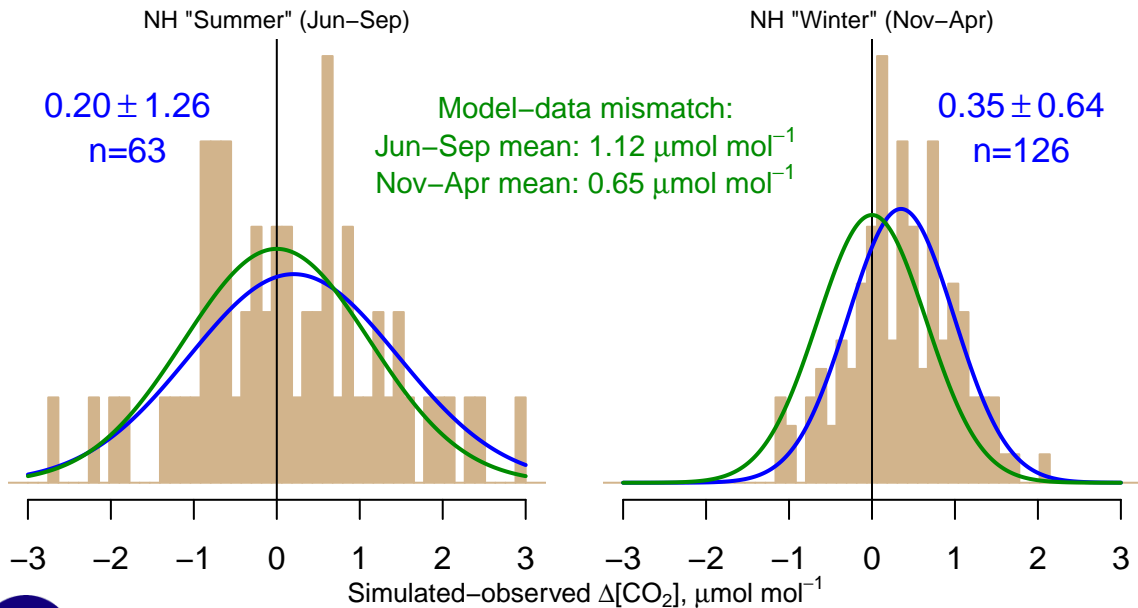 NH "Summer" (Jun−Sep)
NH "Winter" (Nov−Apr)
0.20 ± 1.26
n=63
Model−data mismatch:
Jun−Sep mean: 1.12 μmol mol⁻¹
Nov−Apr mean: 0.65 μmol mol⁻¹
0.35 ± 0.64
n=126
−3 −2 −1 0 1 2 3
−3 −2 −1 0 1 2 3
Simulated−observed Δ[CO₂], μmol mol⁻¹